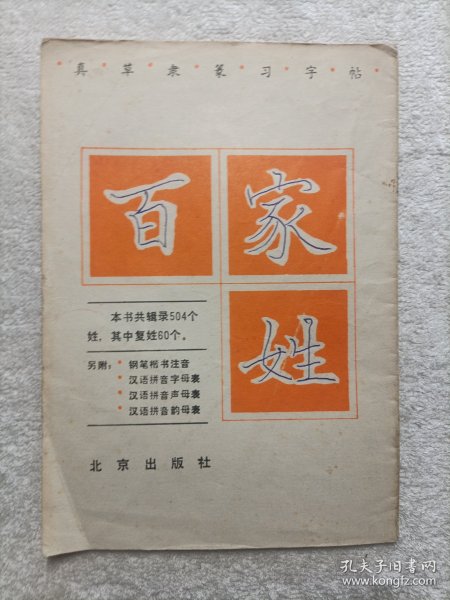 真草隶篆习字帖
百家
姓
本书共辑录504个
姓，其中复姓60个。
另附：·钢笔楷书注音
·汉语拼音字母表
·汉语拼音声母表
·汉语拼音韵母表
北京出版社
孔夫子旧书网
www.kongfz.com